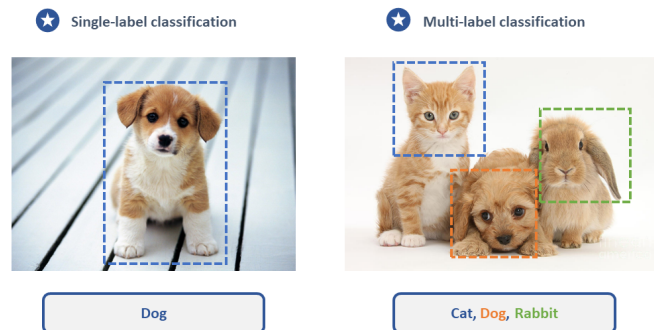 Single-label classification
Multi-label classification
Dog
Cat, Dog, Rabbit